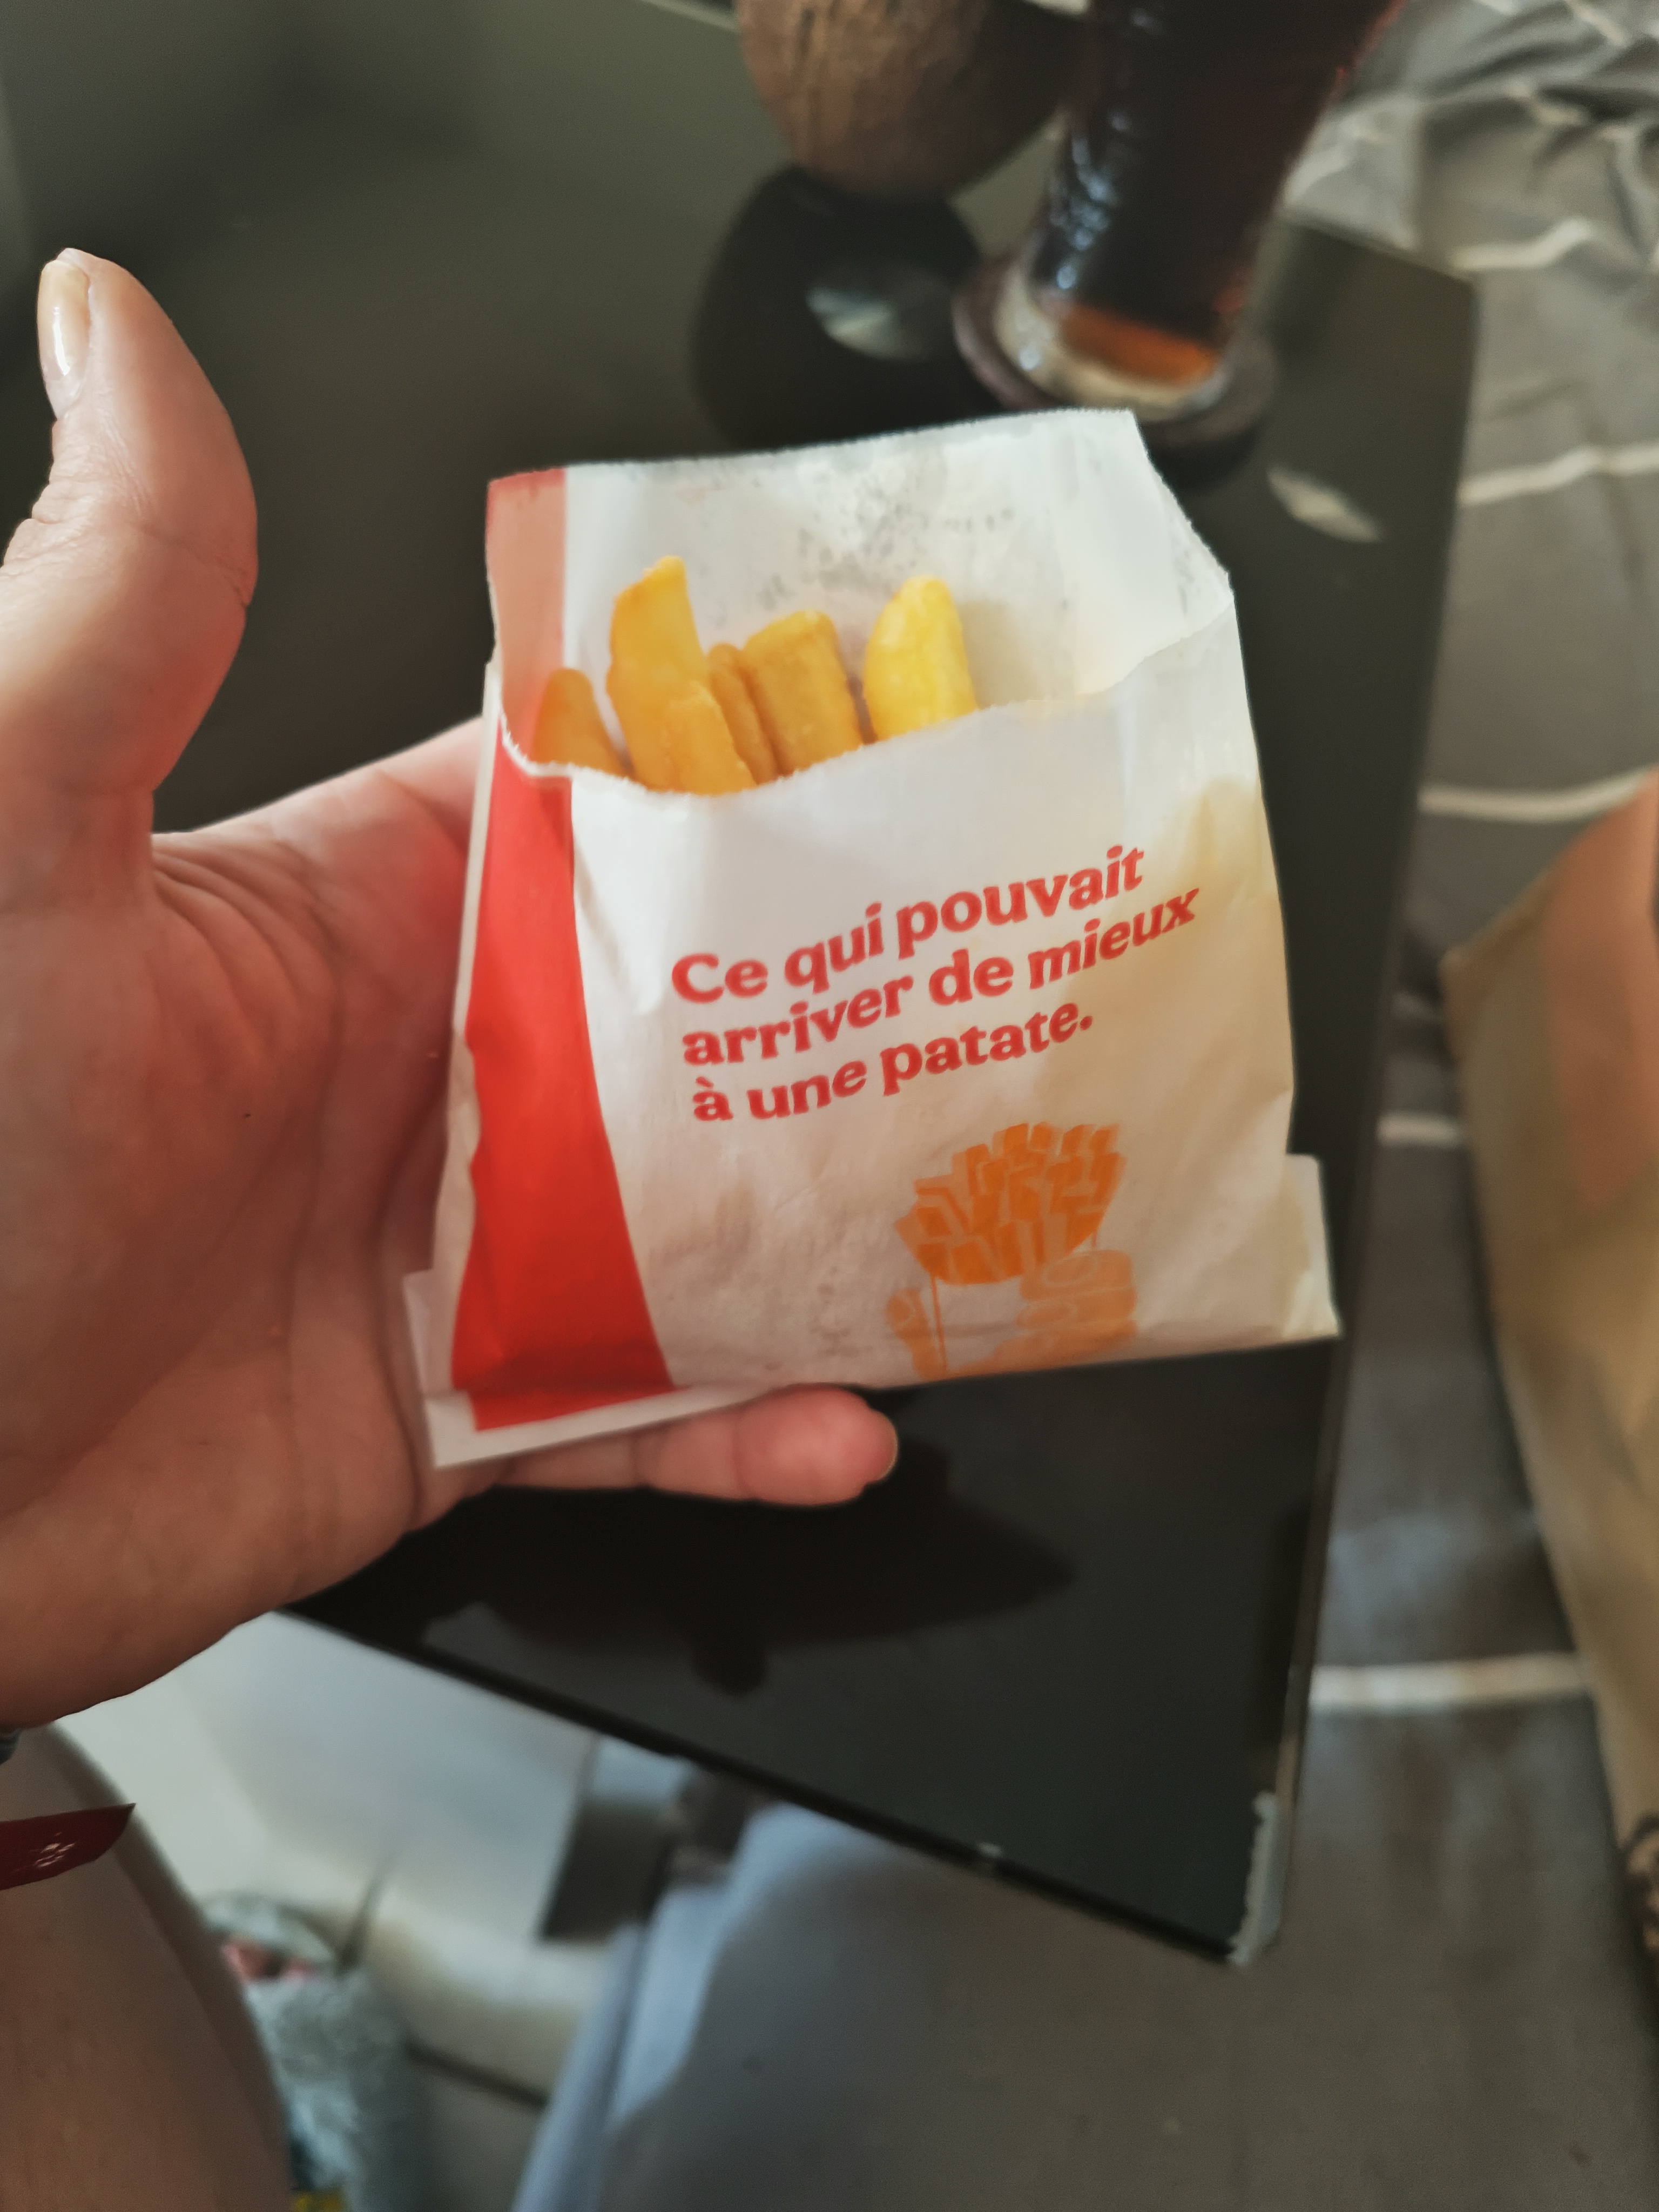 Ce qui pouvait
arriver de mieux
à une patate.